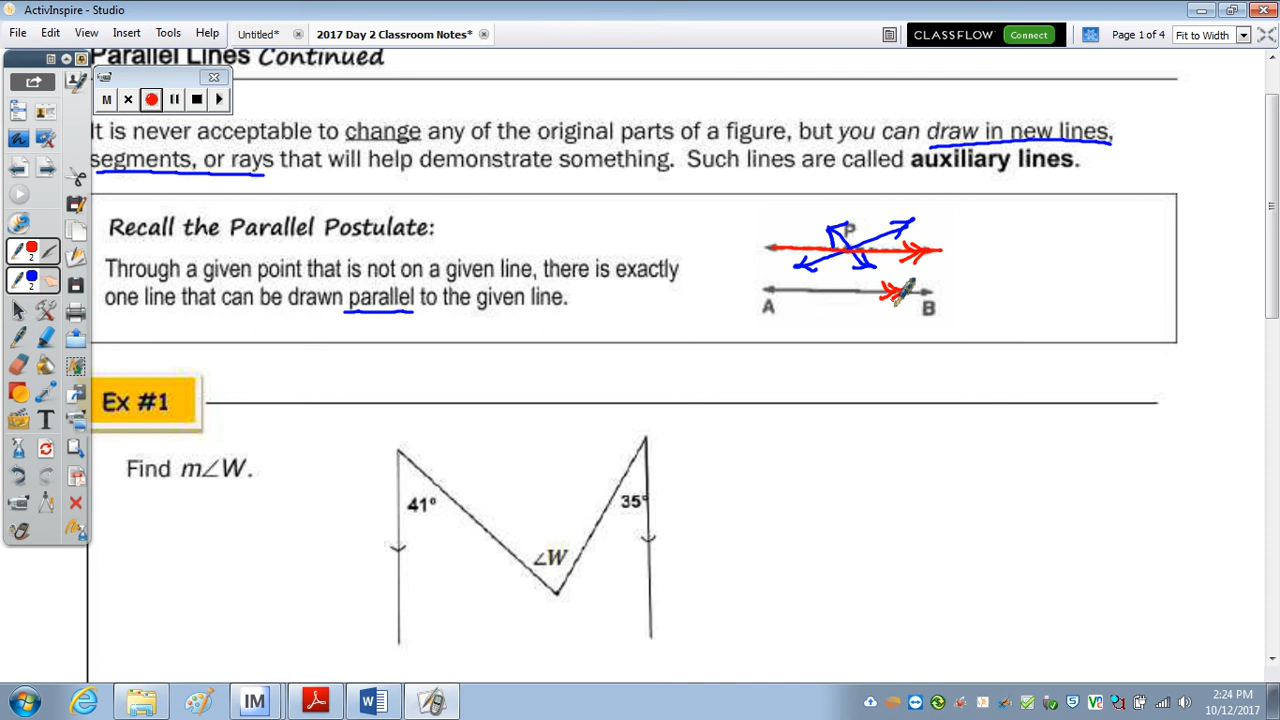 ActivInspire - Studio
File Edit View Insert Tools Help
Untitled*
2017 Day 2 Classroom Notes*
CLASSFLOW Connect
Page 1 of 4
Fit to Width
Parallel Lines Continued
M
It is never acceptable to change any of the original parts of a figure, but you can draw in new lines,
segments, or rays that will help demonstrate something. Such lines are called auxiliary lines.
Recall the Parallel Postulate:
Through a given point that is not on a given line, there is exactly
one line that can be drawn parallel to the given line.
P
A
B
2
2
Ex #1
Find m∠W.
41°
35°
∠W
T
IM
2:24 PM
10/12/2017